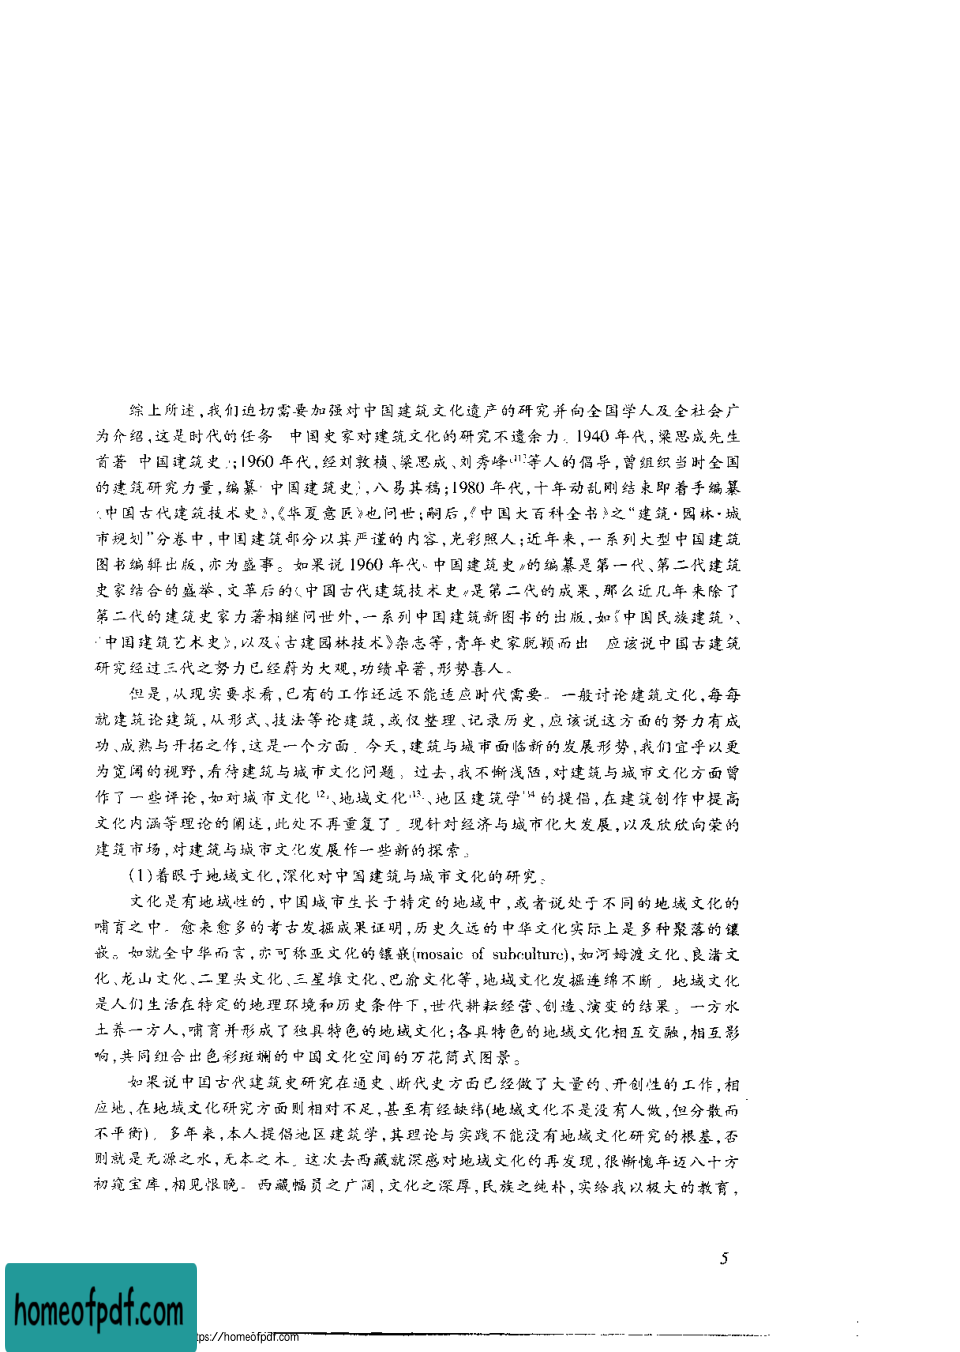 综上所述,我们迫切需要加强对中国建筑文化遗产的研究并向全国学人及全社会广
为介绍,这是时代的任务 中国史家对建筑文化的研究不遗余力。1940 年代,梁思成先生
首著 中国建筑史 ;1960 年代,经刘敦桢、梁思成、刘秀峰[11]等人的倡导,曾组织当时全国
的建筑研究力量,编纂 中国建筑史》,八易其稿;1980 年代,十年动乱刚结束即着手编纂
《中国古代建筑技术史》,《华夏意匠》也问世;嗣后,《中国大百科全书》之“建筑·园林·城
市规划”分卷中,中国建筑部分以其严谨的内容,光彩照人;近年来,一系列大型中国建筑
图书编辑出版,亦为盛事。如果说 1960 年代《中国建筑史》的编纂是第一代、第二代建筑
史家结合的盛举,文革后的《中国古代建筑技术史》是第二代的成果,那么近几年来除了
第二代的建筑史家力著相继问世外,一系列中国建筑新图书的出版,如《中国民族建筑》、
《中国建筑艺术史》,以及《古建园林技术》杂志等,青年史家脱颖而出 应该说中国古建筑
研究经过三代之努力已经蔚为大观,功绩卓著,形势喜人。
但是,从现实要求看,已有的工作还远不能适应时代需要。一般讨论建筑文化,每每
就建筑论建筑,从形式、技法等论建筑,或仅整理、记录历史,应该说这方面的努力有成
功、成熟与开拓之作,这是一个方面。今天,建筑与城市面临新的发展形势,我们宜乎以更
为宽阔的视野,看待建筑与城市文化问题。过去,我不惭浅陋,对建筑与城市文化方面曾
作了一些评论,如对城市文化[12]、地域文化[13]、地区建筑学[14]的提倡,在建筑创作中提高
文化内涵等理论的阐述,此处不再重复了。现针对经济与城市化大发展,以及欣欣向荣的
建筑市场,对建筑与城市文化发展作一些新的探索。
(1)着眼于地域文化,深化对中国建筑与城市文化的研究。
文化是有地域性的,中国城市生长于特定的地域中,或者说处于不同的地域文化的
哺育之中。愈来愈多的考古发掘成果证明,历史久远的中华文化实际上是多种聚落的镶
嵌。如就全中华而言,亦可称亚文化的镶嵌(mosaic of subculture),如河姆渡文化、良渚文
化、龙山文化、二里头文化、三星堆文化、巴渝文化等,地域文化发掘连绵不断。地域文化
是人们生活在特定的地理环境和历史条件下,世代耕耘经营、创造、演变的结果。一方水
土养一方人,哺育并形成了独具特色的地域文化;各具特色的地域文化相互交融,相互影
响,共同组合出色彩斑斓的中国文化空间的万花筒式图景。
如果说中国古代建筑史研究在通史、断代史方面已经做了大量的、开创性的工作,相
应地,在地域文化研究方面则相对不足,甚至有经缺纬(地域文化不是没有人做,但分散而
不平衡)。多年来,本人提倡地区建筑学,其理论与实践不能没有地域文化研究的根基,否
则就是无源之水,无本之木。这次去西藏就深感对地域文化的再发现,很惭愧年迈八十方
初窥宝库,相见恨晚。西藏幅员之广阔,文化之深厚,民族之纯朴,实给我以极大的教育,
5
homeofpdf.com
tps://homeofpdf.com